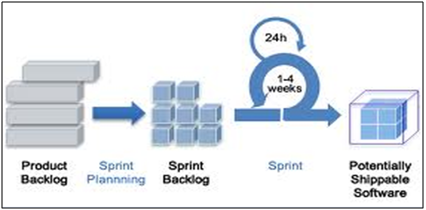 24h
1-4
weeks
Product
Backlog
Sprint
Plannning
Sprint
Backlog
Sprint
Potentially
Shippable
Software